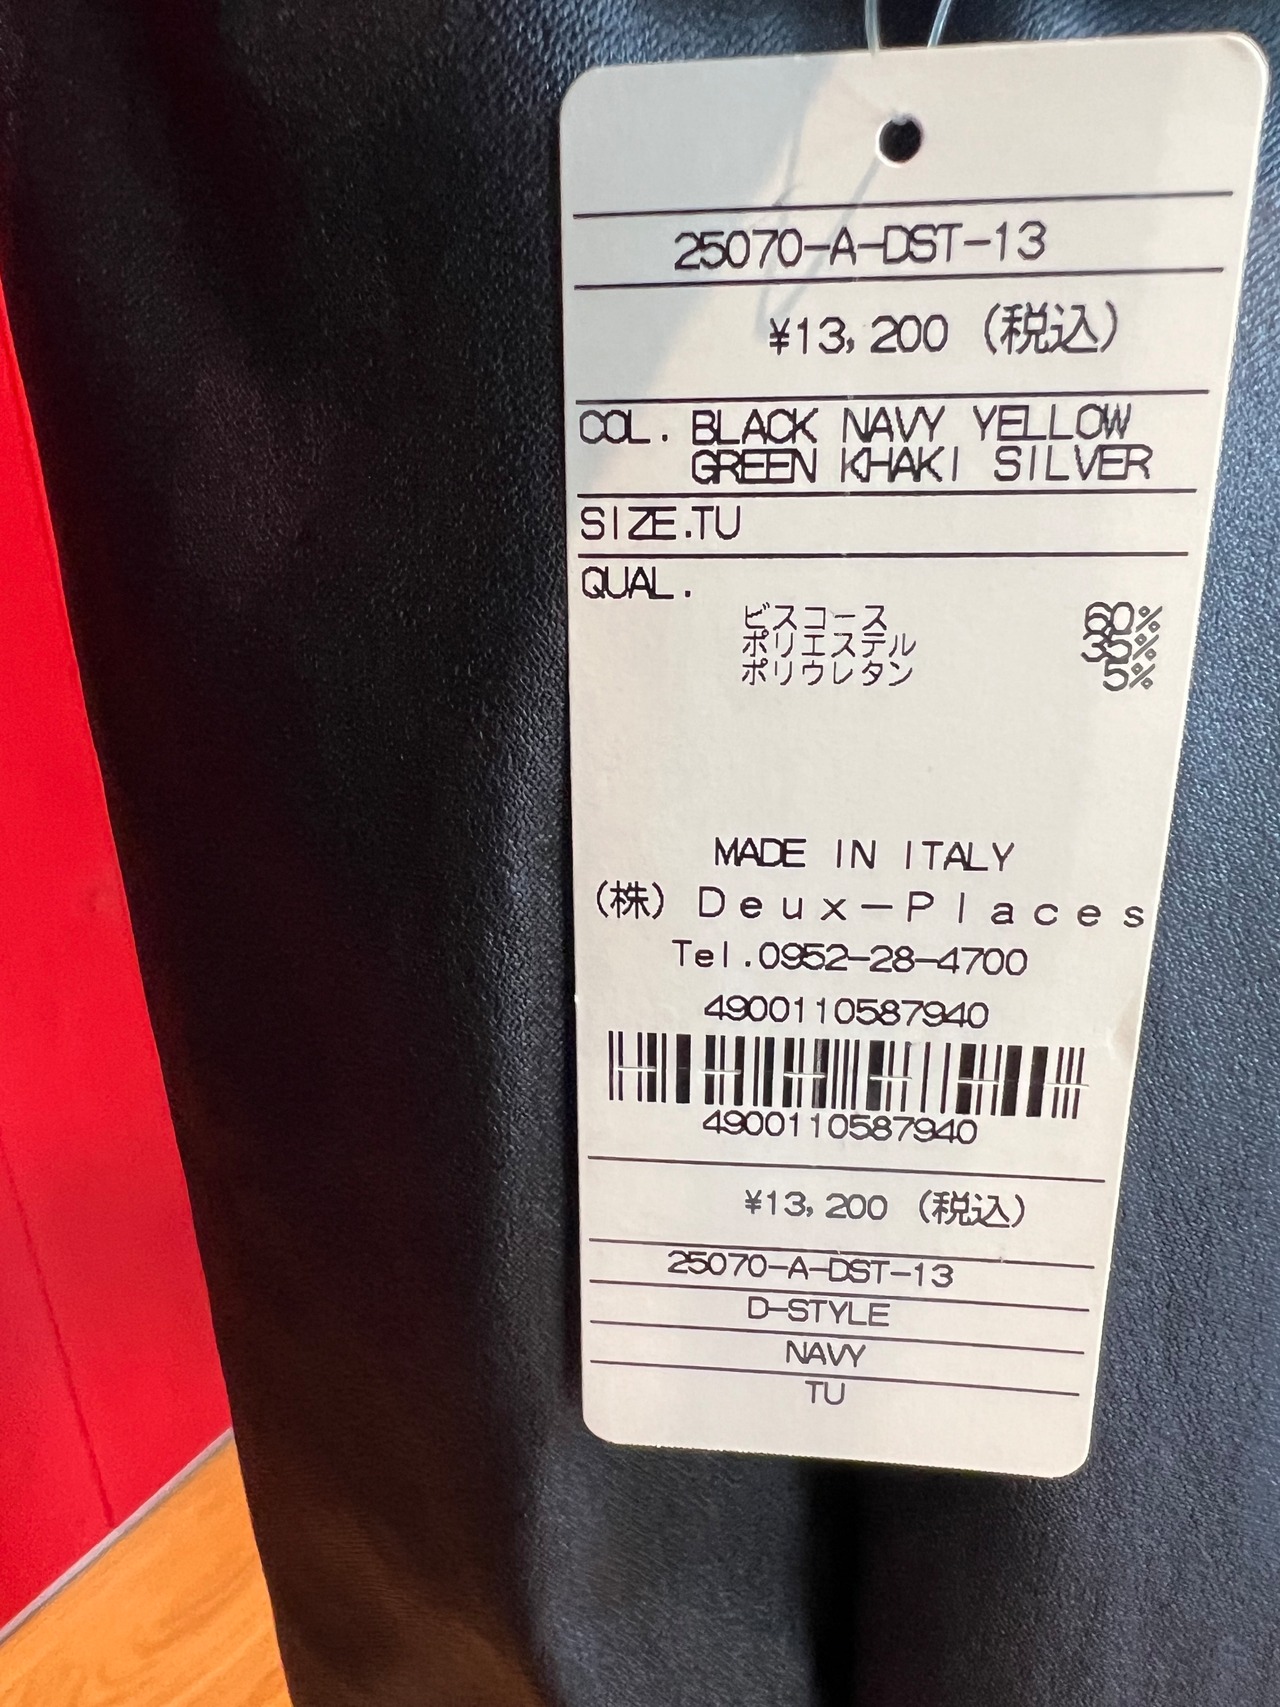 25070-A-DST-13
¥13,200 (税込)
COL. BLACK NAVY YELLOW
GREEN KHAKI SILVER
SIZE.TU
QUAL.
ビスコース 60%
ポリエステル 35%
ポリウレタン 5%
MADE IN ITALY
(株) Deux-Places
Tel.0952-28-4700
4900110587940
4900110587940
¥13,200 (税込)
25070-A-DST-13
D-STYLE
NAVY
TU